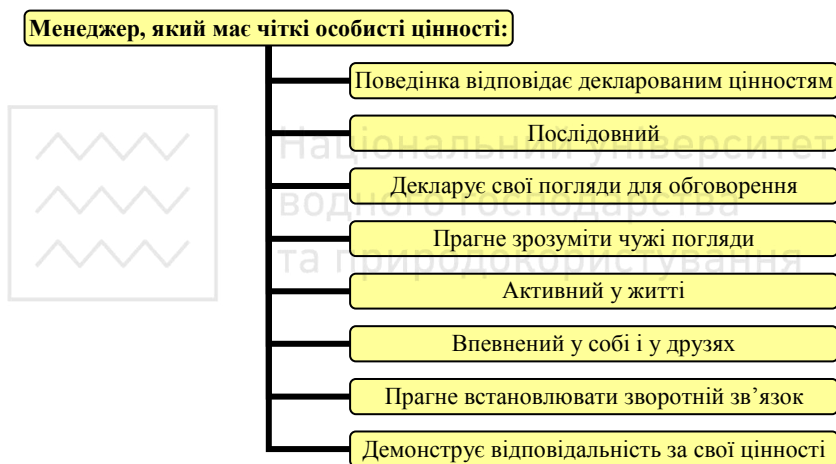 Менеджер, який має чіткі особисті цінності:
Поведінка відповідає декларованим цінностям
Послідовний
Національний університет
Декларує свої погляди для обговорення
водного господарства
Прагне зрозуміти чужі погляди
та природокористування
Активний у житті
Впевнений у собі і у друзях
Прагне встановлювати зворотній зв’язок
Демонструє відповідальність за свої цінності